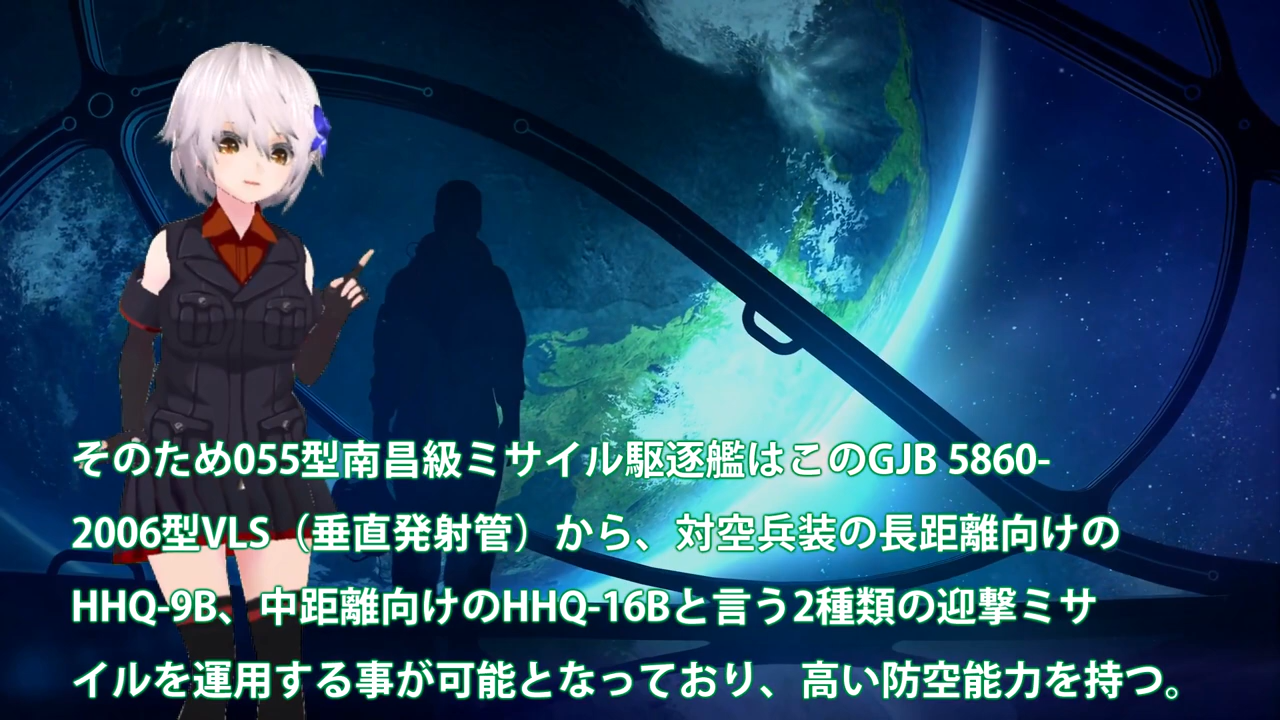 そのため055型南昌級ミサイル駆逐艦はこのGJB 5860-
2006型VLS（垂直発射管）から、対空兵装の長距離向けの
HHQ-9B、中距離向けのHHQ-16Bと言う2種類の迎撃ミサ
イルを運用する事が可能となっており、高い防空能力を持つ。